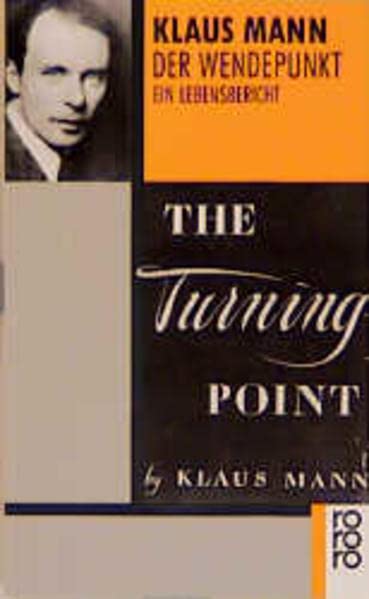 KLAUS MANN
DER WENDEPUNKT
EIN LEBENSBERICHT
THE
Turning
POINT
by KLAUS MANN
ro
ro
ro